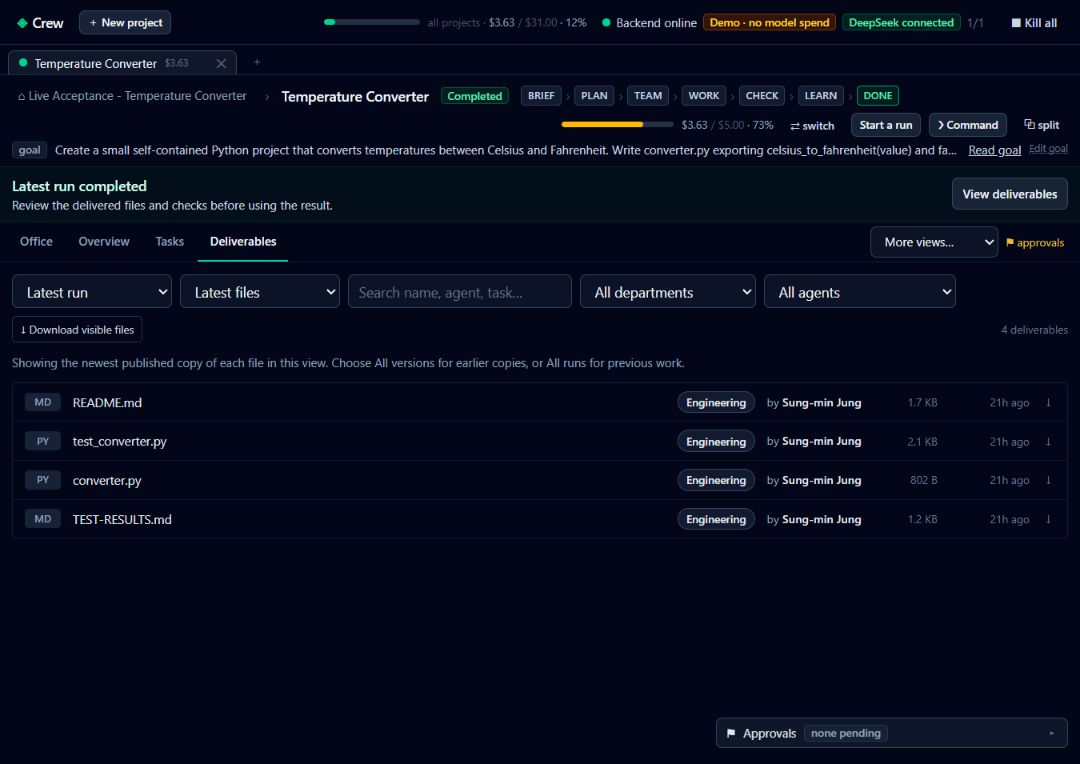 Crew + New project all projects · $3.63 / $31.00 · 12% Backend online Demo · no model spend DeepSeek connected 1/1 Kill all
Temperature Converter $3.63 +
Live Acceptance - Temperature Converter › Temperature Converter Completed BRIEF › PLAN › TEAM › WORK › CHECK › LEARN › DONE
$3.63 / $5.00 · 73% ⇄ switch Start a run ❯ Command split
goal Create a small self-contained Python project that converts temperatures between Celsius and Fahrenheit. Write converter.py exporting celsius_to_fahrenheit(value) and fa... Read goal Edit goal
Latest run completed
Review the delivered files and checks before using the result.
View deliverables
Office Overview Tasks Deliverables More views... approvals
Latest run Latest files Search name, agent, task... All departments All agents
↓ Download visible files 4 deliverables
Showing the newest published copy of each file in this view. Choose All versions for earlier copies, or All runs for previous work.
MD README.md Engineering by Sung-min Jung 1.7 KB 21h ago ↓
PY test_converter.py Engineering by Sung-min Jung 2.1 KB 21h ago ↓
PY converter.py Engineering by Sung-min Jung 802 B 21h ago ↓
MD TEST-RESULTS.md Engineering by Sung-min Jung 1.2 KB 21h ago ↓
Approvals none pending